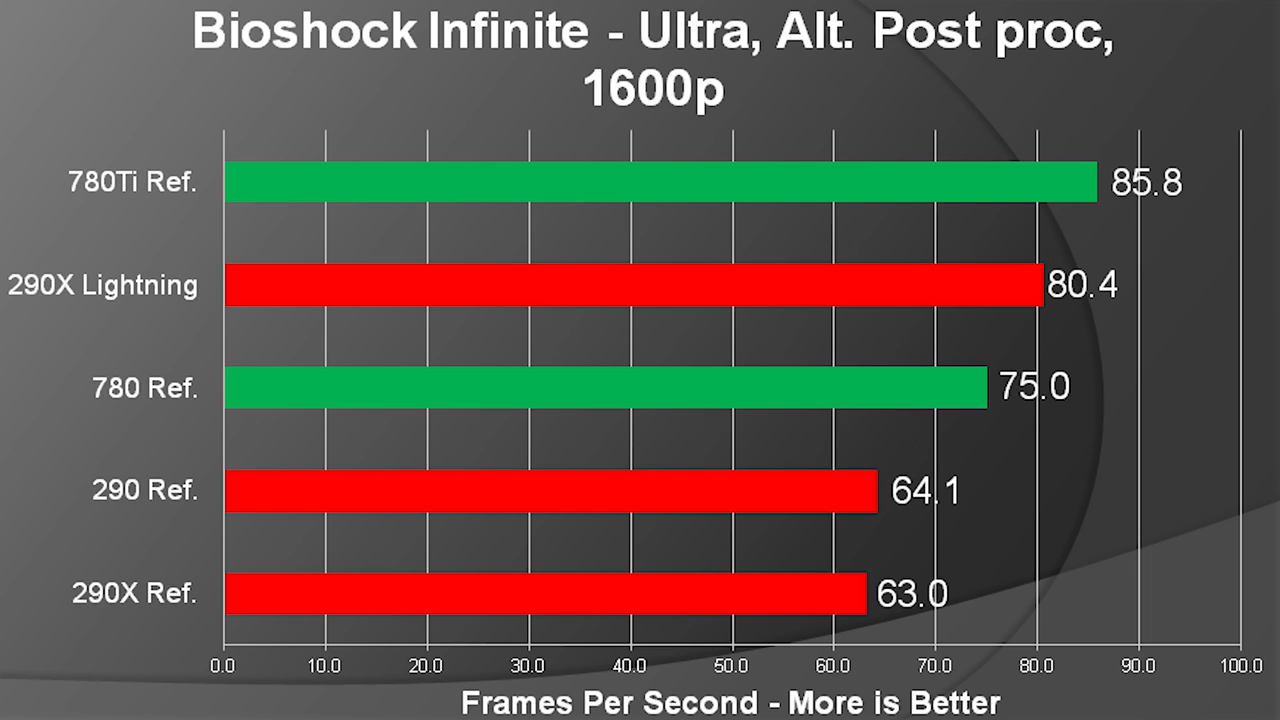 Bioshock Infinite - Ultra, Alt. Post proc,
1600p
780Ti Ref.
85.8
290X Lightning
80.4
780 Ref.
75.0
290 Ref.
64.1
290X Ref.
63.0
0.0 10.0 20.0 30.0 40.0 50.0 60.0 70.0 80.0 90.0 100.0
Frames Per Second - More is Better